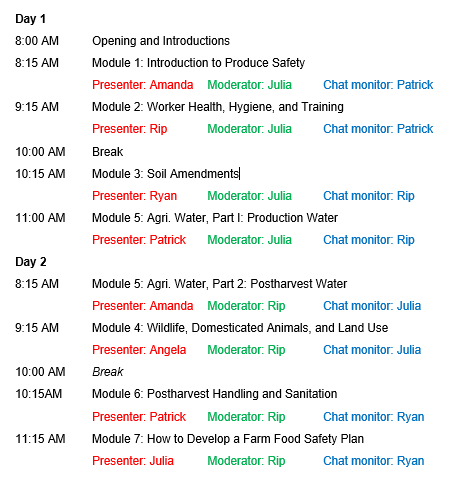 Day 1
8:00 AM Opening and Introductions
8:15 AM Module 1: Introduction to Produce Safety
Presenter: Amanda Moderator: Julia Chat monitor: Patrick
9:15 AM Module 2: Worker Health, Hygiene, and Training
Presenter: Rip Moderator: Julia Chat monitor: Patrick
10:00 AM Break
10:15 AM Module 3: Soil Amendments
Presenter: Ryan Moderator: Julia Chat monitor: Rip
11:00 AM Module 5: Agri. Water, Part I: Production Water
Presenter: Patrick Moderator: Julia Chat monitor: Rip
Day 2
8:15 AM Module 5: Agri. Water, Part 2: Postharvest Water
Presenter: Amanda Moderator: Rip Chat monitor: Julia
9:15 AM Module 4: Wildlife, Domesticated Animals, and Land Use
Presenter: Angela Moderator: Rip Chat monitor: Julia
10:00 AM Break
10:15AM Module 6: Postharvest Handling and Sanitation
Presenter: Patrick Moderator: Rip Chat monitor: Ryan
11:15 AM Module 7: How to Develop a Farm Food Safety Plan
Presenter: Julia Moderator: Rip Chat monitor: Ryan